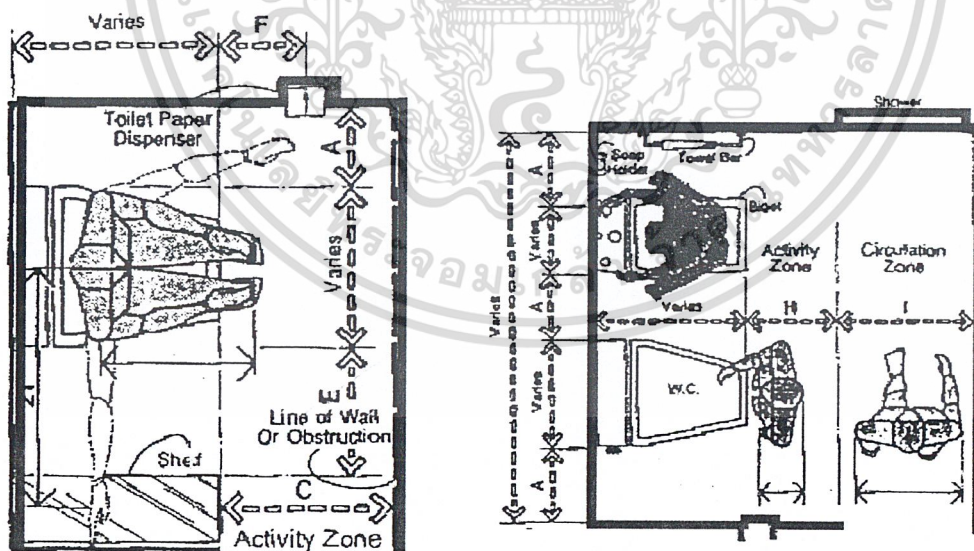 Varies
F
Toilet Paper
Dispenser
A
Varies
E
Line of Wall
Or Obstruction
Shelf
C
Activity Zone
Shower
Soap
Holder
Towel Bar
Bidet
A
Varies
A
Varies
A
Varies
Activity
Zone
Circulation
Zone
Varies
H
I
W.C.